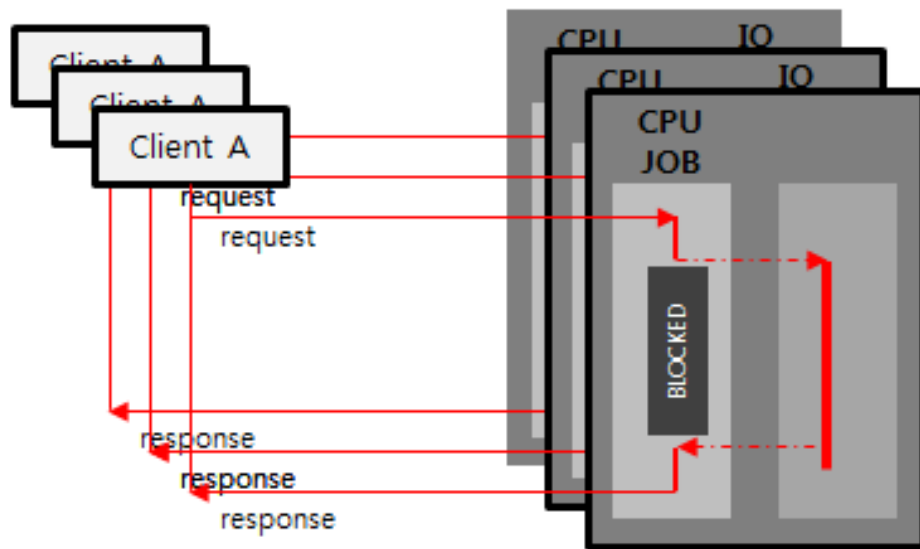 CPU IO
Client A
CPU IO
Client A
CPU
JOB
Client A
request
request
BLOCKED
response
response
response